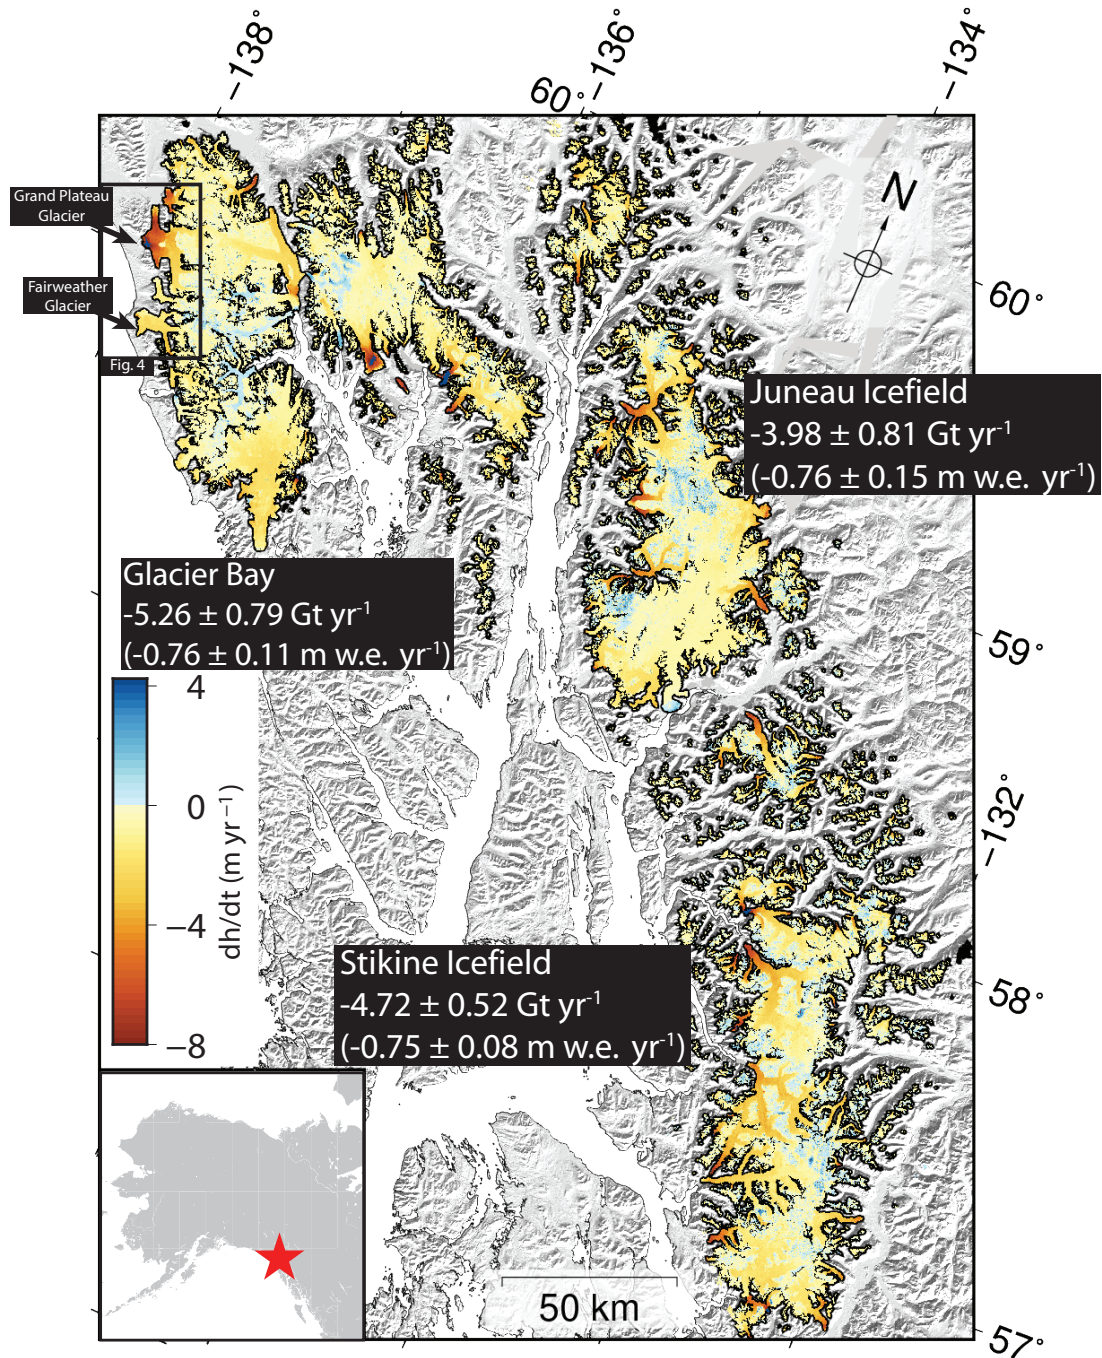 −138°
60°
−136°
−134°
Grand Plateau
Glacier
N
Fairweather
Glacier
60°
Fig. 4
Juneau Icefield
-3.98 ± 0.81 Gt yr⁻¹
(-0.76 ± 0.15 m w.e. yr⁻¹)
Glacier Bay
-5.26 ± 0.79 Gt yr⁻¹
(-0.76 ± 0.11 m w.e. yr⁻¹)
59°
4
0
−4
−8
dh/dt (m yr⁻¹)
−132°
Stikine Icefield
-4.72 ± 0.52 Gt yr⁻¹
(-0.75 ± 0.08 m w.e. yr⁻¹)
58°
50 km
57°